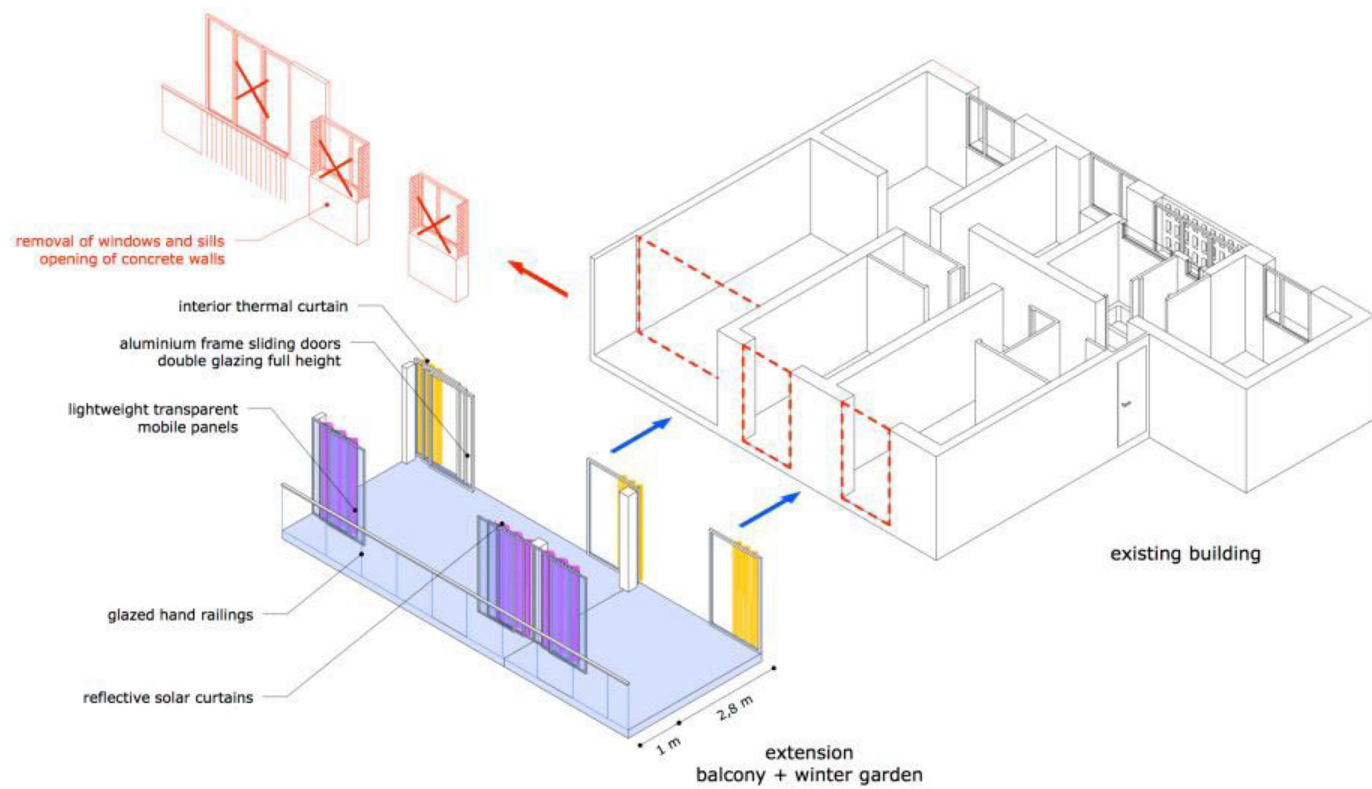 removal of windows and sills
opening of concrete walls
interior thermal curtain
aluminium frame sliding doors
double glazing full height
lightweight transparent
mobile panels
glazed hand railings
reflective solar curtains
1 m
2,8 m
extension
balcony + winter garden
existing building